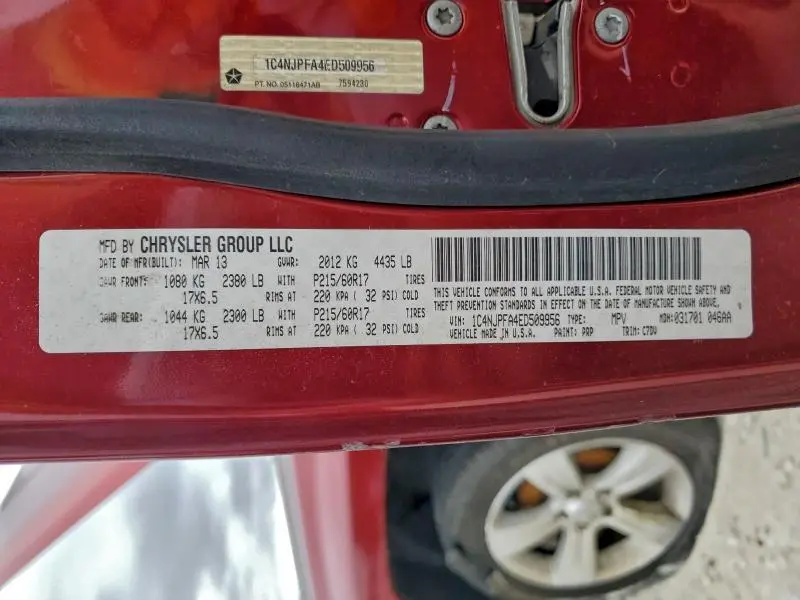 1C4NJPFA4ED509956
PT. NO. 05116471AB 7594230
MFD BY CHRYSLER GROUP LLC
DATE OF MFR(BUILT): MAR 13 GVWR: 2012 KG 4435 LB
GAWR FRONT: 1080 KG 2380 LB WITH P215/60R17 TIRES
17X6.5 RIMS AT 220 KPA ( 32 PSI) COLD
GAWR REAR: 1044 KG 2300 LB WITH P215/60R17 TIRES
17X6.5 RIMS AT 220 KPA ( 32 PSI) COLD
THIS VEHICLE CONFORMS TO ALL APPLICABLE U.S.A. FEDERAL MOTOR VEHICLE SAFETY AND
THEFT PREVENTION STANDARDS IN EFFECT ON THE DATE OF MANUFACTURE SHOWN ABOVE.
VIN: 1C4NJPFA4ED509956 TYPE: MPV MDH: 031701 046AA
VEHICLE MADE IN U.S.A. PAINT: PRP TRIM: C7DV